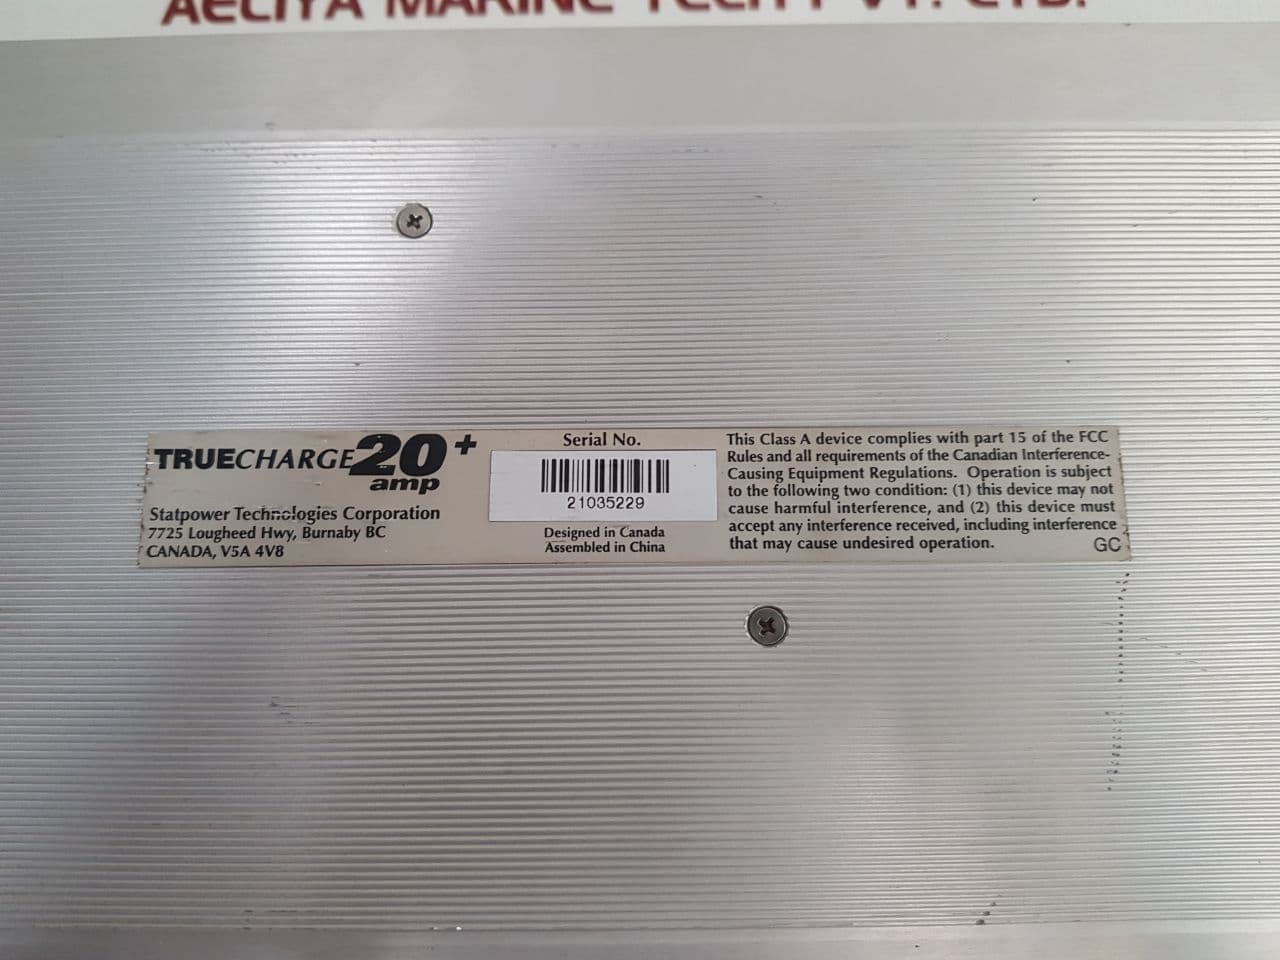 MARINE
TRUECHARGE 20+
amp
Statpower Technologies Corporation
7725 Lougheed Hwy, Burnaby BC
CANADA, V5A 4V8
Serial No.
21035229
Designed in Canada
Assembled in China
This Class A device complies with part 15 of the FCC
Rules and all requirements of the Canadian Interference-
Causing Equipment Regulations. Operation is subject
to the following two condition: (1) this device may not
cause harmful interference, and (2) this device must
accept any interference received, including interference
that may cause undesired operation.
GC